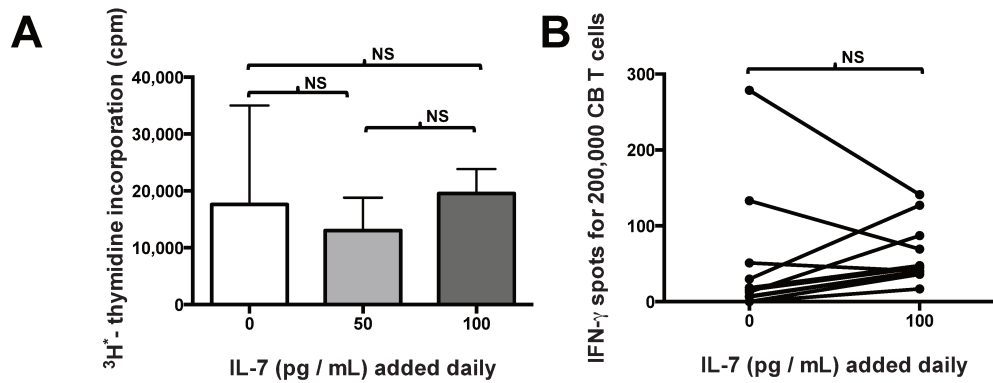 A
³H*- thymidine incorporation (cpm)
40,000
30,000
20,000
10,000
0
NS
NS
NS
0
50
100
IL-7 (pg / mL) added daily
B
IFN-γ spots for 200,000 CB T cells
300
200
100
0
NS
0
100
IL-7 (pg / mL) added daily